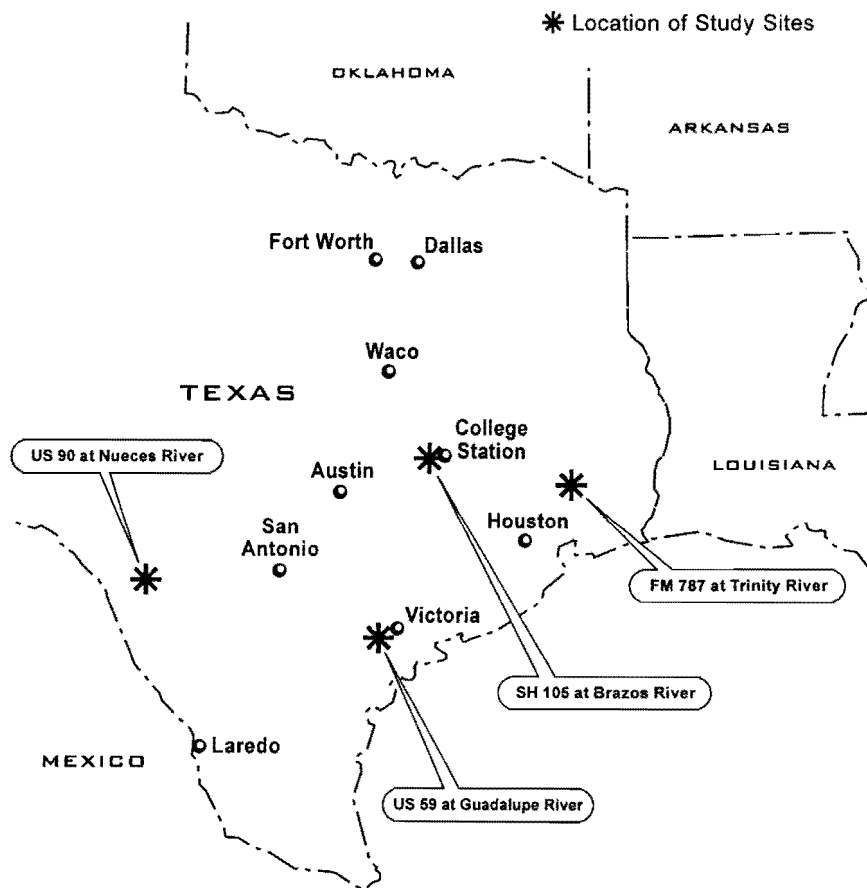 Location of Study Sites
OKLAHOMA
ARKANSAS
Fort Worth
Dallas
Waco
TEXAS
College
Station
US 90 at Nueces River
Austin
LOUISIANA
San
Antonio
Houston
FM 787 at Trinity River
Victoria
SH 105 at Brazos River
Laredo
MEXICO
US 59 at Guadalupe River